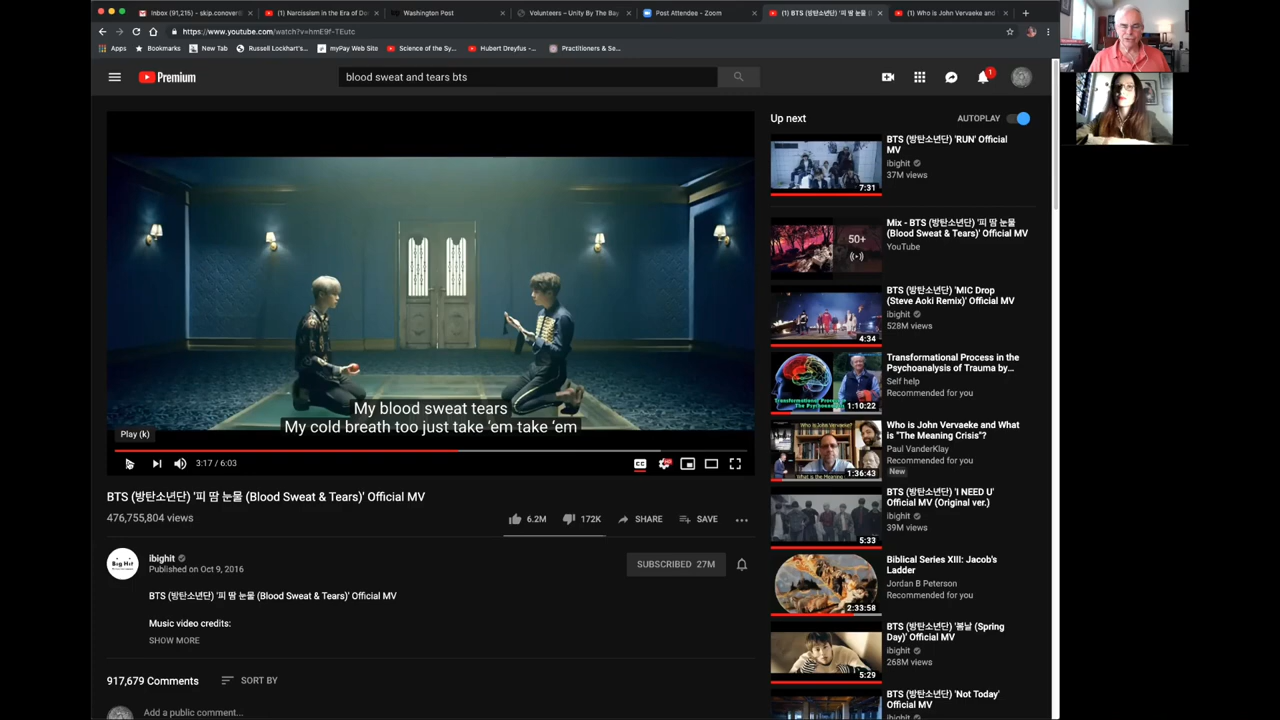 Inbox (91,215) - skip.conover@
(1) Narcissism in the Era of Don
Washington Post
Volunteers – Unity By The Bay
Post Attendee - Zoom
(1) BTS (방탄소년단) '피 땀 눈물
(1) Who is John Vervaeke and
https://www.youtube.com/watch?v=hmE9f-TEutc
Apps
Bookmarks
New Tab
Russell Lockhart's...
myPay Web Site
Science of the Sy...
Hubert Dreyfus -...
Practitioners & Se...
Premium
blood sweat and tears bts
1
Up next
AUTOPLAY
BTS (방탄소년단) 'RUN' Official
MV
ibighit
37M views
7:31
Mix - BTS (방탄소년단) '피 땀 눈물
(Blood Sweat & Tears)' Official MV
YouTube
50+
BTS (방탄소년단) 'MIC Drop
(Steve Aoki Remix)' Official MV
ibighit
528M views
4:34
Transformational Process in the
Psychoanalysis of Trauma by...
Self help
Recommended for you
1:10:22
Who is John Vervaeke and What
is "The Meaning Crisis"?
Paul VanderKlay
Recommended for you
New
1:36:43
BTS (방탄소년단) 'I NEED U'
Official MV (Original ver.)
ibighit
39M views
5:33
Biblical Series XIII: Jacob's
Ladder
Jordan B Peterson
Recommended for you
2:33:58
BTS (방탄소년단) '봄날 (Spring
Day)' Official MV
ibighit
268M views
5:29
BTS (방탄소년단) 'Not Today'
Official MV
ibighit
My blood sweat tears
My cold breath too just take 'em take 'em
Play (k)
3:17 / 6:03
BTS (방탄소년단) '피 땀 눈물 (Blood Sweat & Tears)' Official MV
476,755,804 views
6.2M
172K
SHARE
SAVE
BigHit
ibighit
Published on Oct 9, 2016
SUBSCRIBED 27M
BTS (방탄소년단) '피 땀 눈물 (Blood Sweat & Tears)' Official MV
Music video credits:
SHOW MORE
917,679 Comments
SORT BY
Add a public comment...